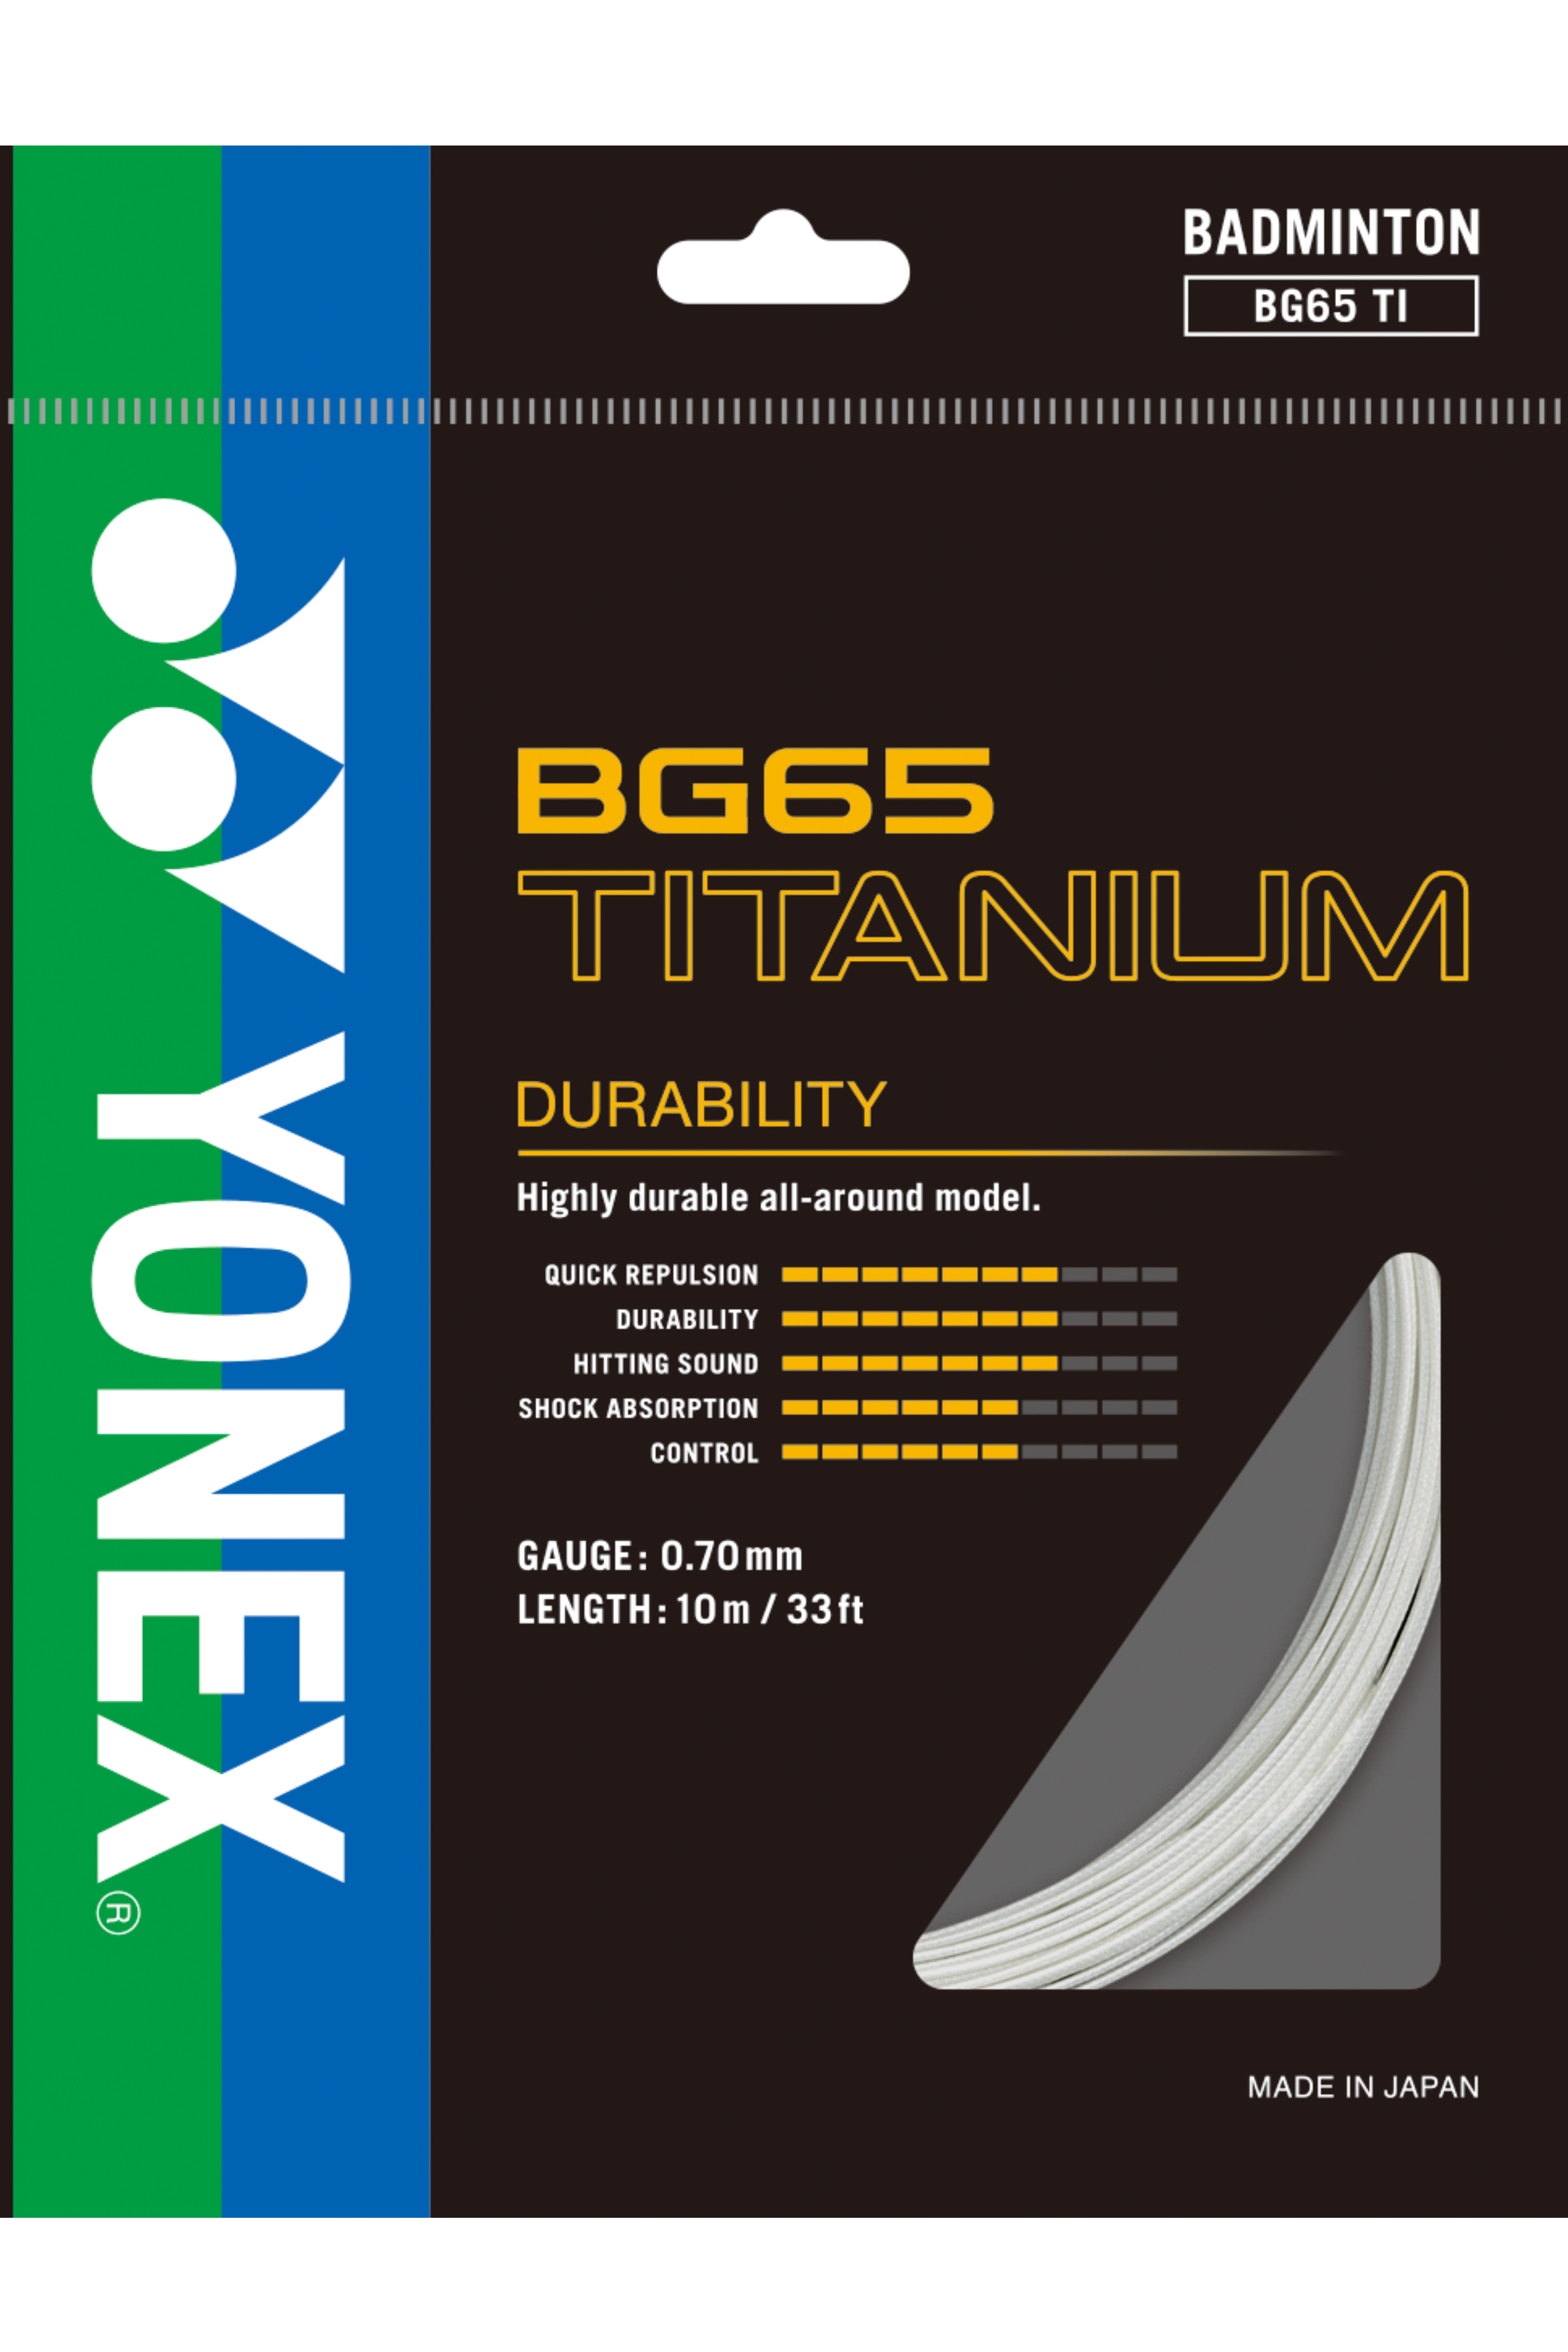 BADMINTON
BG65 TI
YONEX®
BG65
TITANIUM
DURABILITY
Highly durable all-around model.
QUICK REPULSION
DURABILITY
HITTING SOUND
SHOCK ABSORPTION
CONTROL
GAUGE: 0.70mm
LENGTH: 10m / 33ft
MADE IN JAPAN